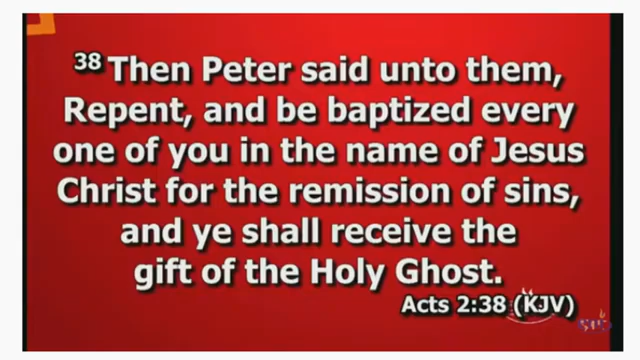 38 Then Peter said unto them,
Repent, and be baptized every
one of you in the name of Jesus
Christ for the remission of sins,
and ye shall receive the
gift of the Holy Ghost.
Acts 2:38 (KJV)